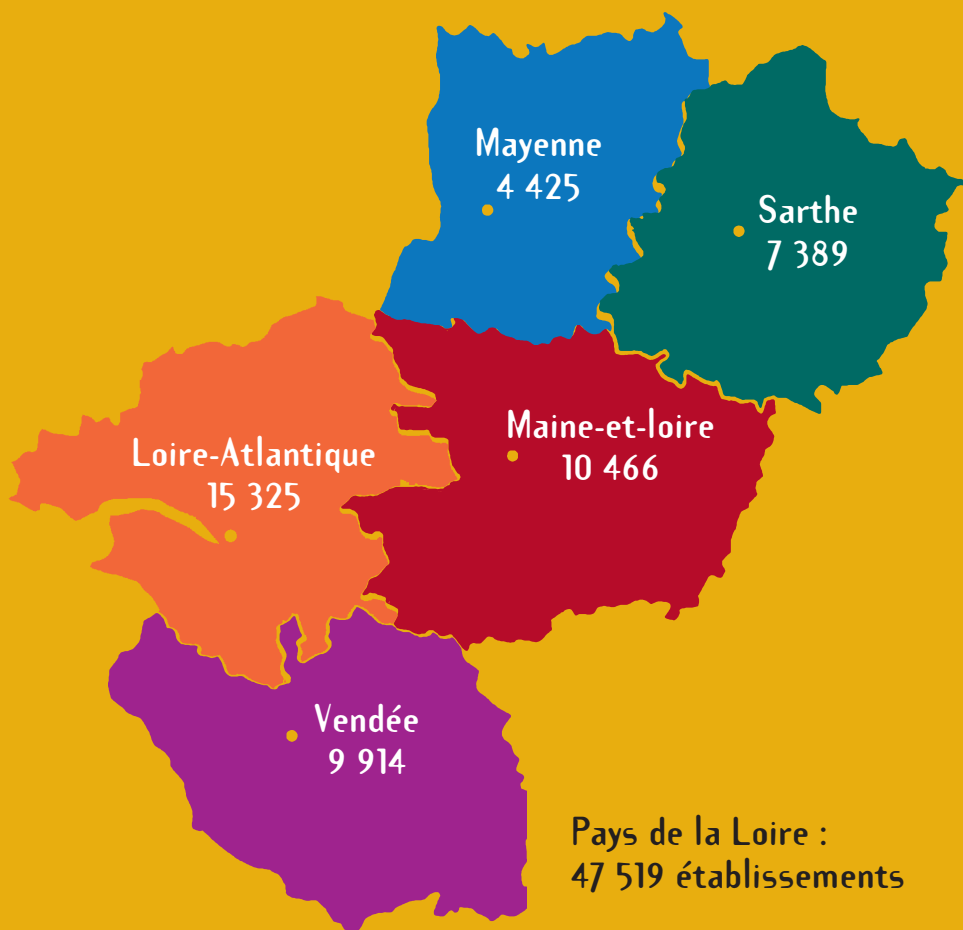 Mayenne
4 425
Sarthe
7 389
Loire-Atlantique
15 325
Maine-et-loire
10 466
Vendée
9 914
Pays de la Loire :
47 519 établissements